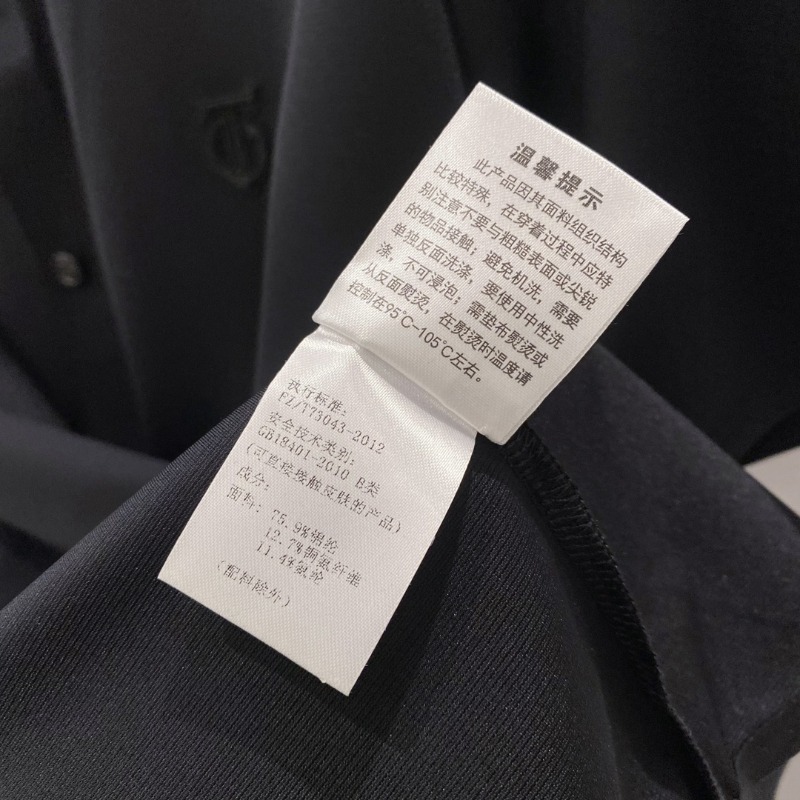 温馨提示
此产品因其面料组织结构
比较特殊，在穿着过程中应特
别注意不要与粗糙表面或尖锐
的物品接触；避免机洗，需要
单独反面洗涤，要使用中性洗
涤，不可浸泡；需垫布熨烫或
从反面熨烫，在熨烫时温度请
控制在95℃-105℃左右。
执行标准：
FZ/T73043-2012
安全技术类别：
GB18401-2010 B类
(可直接接触皮肤的产品)
成分：
面料：75.9%锦纶
12.7%铜氨纤维
11.4%氨纶
(配料除外)